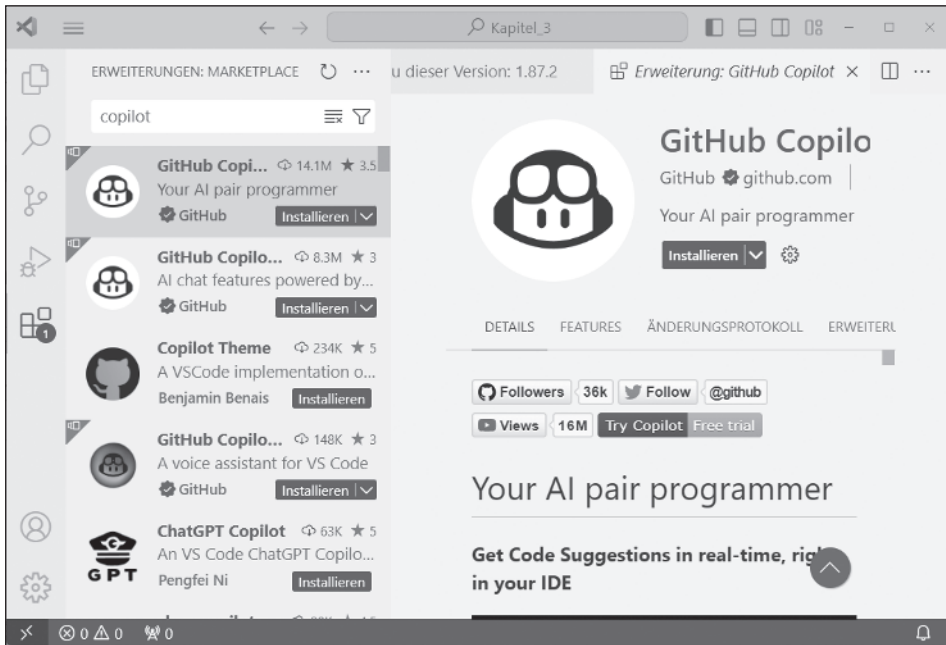 Kapitel_3
ERWEITERUNGEN: MARKETPLACE
u dieser Version: 1.87.2
Erweiterung: GitHub Copilot
copilot
GitHub Copi... 14.1M ★ 3.5
Your AI pair programmer
GitHub Installieren
GitHub Copilo... 8.3M ★ 3
AI chat features powered by...
GitHub Installieren
Copilot Theme 234K ★ 5
A VSCode implementation o...
Benjamin Benais Installieren
GitHub Copilo... 148K ★ 3
A voice assistant for VS Code
GitHub Installieren
ChatGPT Copilot 63K ★ 5
An VS Code ChatGPT Copilo...
Pengfei Ni Installieren
GPT
GitHub Copilo
GitHub github.com
Your AI pair programmer
Installieren
DETAILS FEATURES ÄNDERUNGSPROTOKOLL ERWEITERU
Followers 36k Follow @github
Views 16M Try Copilot Free trial
Your AI pair programmer
Get Code Suggestions in real-time, righ
in your IDE
1
0 0 0